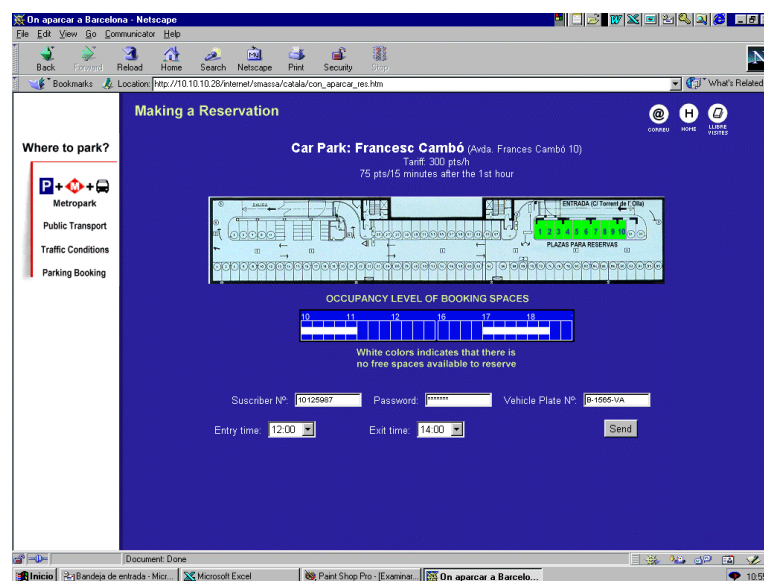 On aparcar a Barcelona - Netscape
File Edit View Go Communicator Help
Back Forward Reload Home Search Netscape Print Security Stop
Bookmarks Location: http://10.10.10.28/internet/smassa/catala/con_aparcar_res.htm What's Related
Making a Reservation
CORREU HOME LLIBRE VISITES
Where to park?
P + M +
Metropark
Public Transport
Traffic Conditions
Parking Booking
Car Park: Francesc Cambó (Avda. Frances Cambó 10)
Tariff: 300 pts/h
75 pts/15 minutes after the 1st hour
ENTRADA (C/ Torrent de l' Olla)
1 2 3 4 5 6 7 8 9 10
PLAZAS PARA RESERVAS
OCCUPANCY LEVEL OF BOOKING SPACES
10 11 12 16 17 18
White colors indicates that there is
no free spaces available to reserve
Suscriber Nº: 10125987 Password: ******* Vehicle Plate Nº: B-1565-VA
Entry time: 12:00 Exit time: 14:00 Send
Document: Done
Inicio Bandeja de entrada - Micr... Microsoft Excel Paint Shop Pro - [Examinar... On aparcar a Barcelo... 10:55